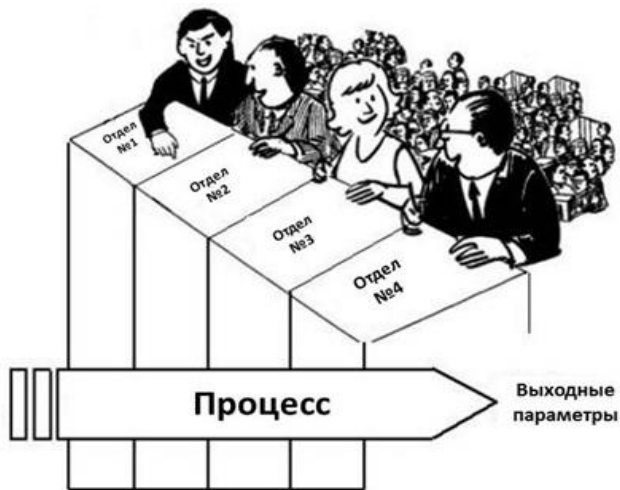 Отдел
№1
Отдел
№2
Отдел
№3
Отдел
№4
Процесс
Выходные
параметры